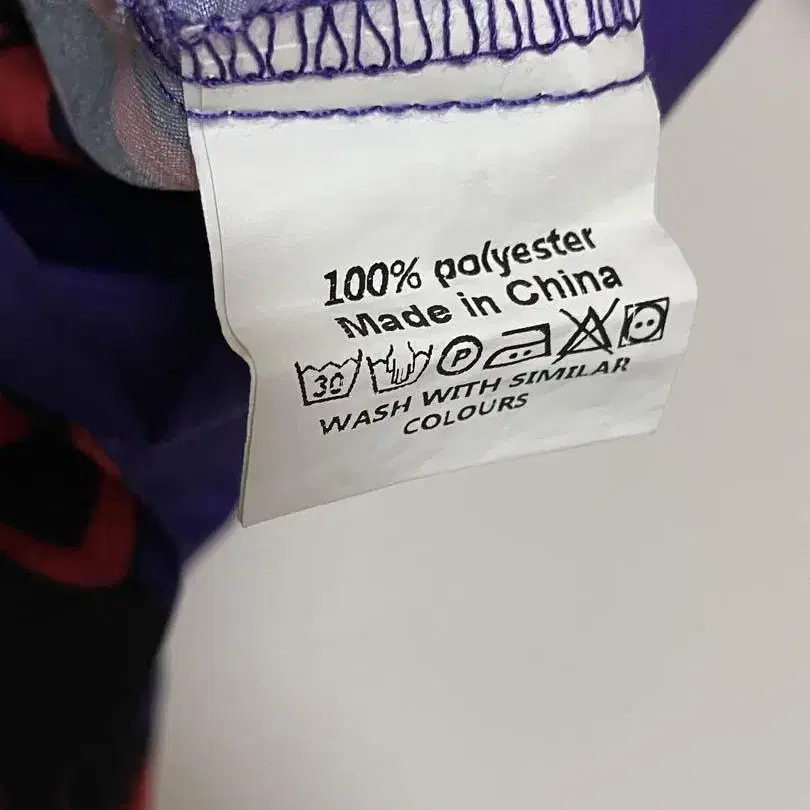 100% polyester
Made in China
30 P
WASH WITH SIMILAR
COLOURS